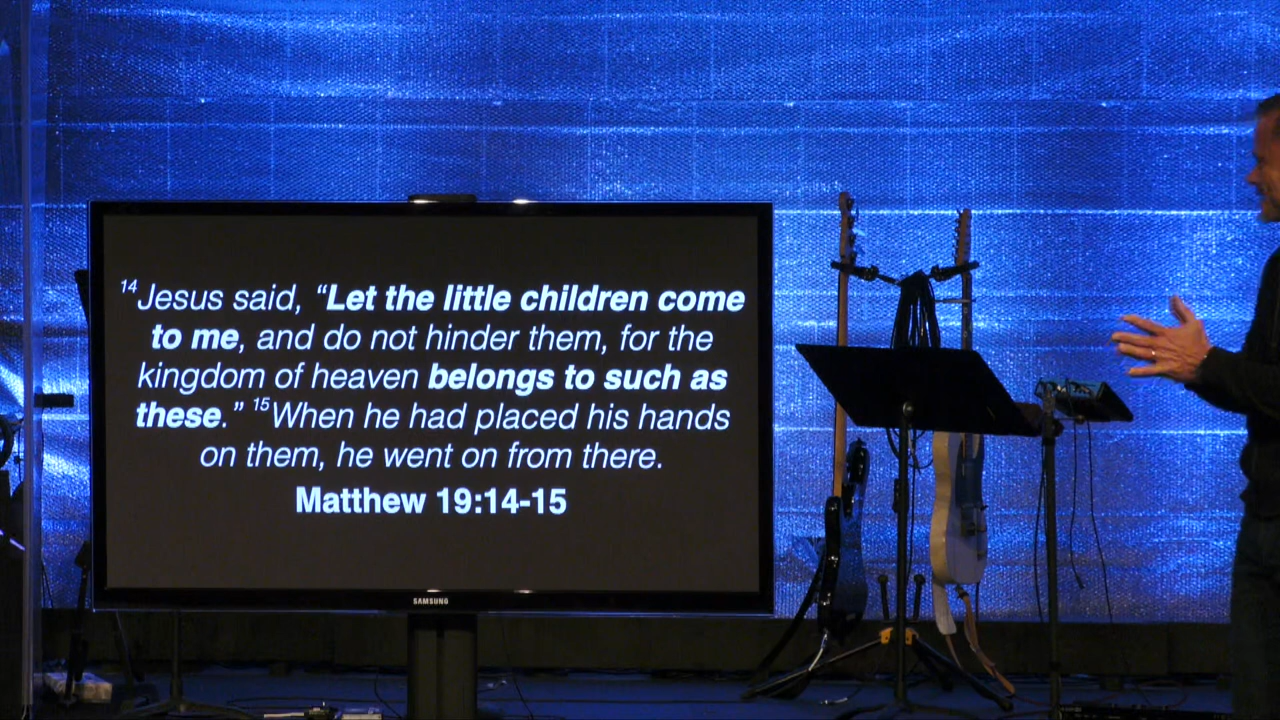 14 Jesus said, “Let the little children come
to me, and do not hinder them, for the
kingdom of heaven belongs to such as
these.” 15 When he had placed his hands
on them, he went on from there.
Matthew 19:14-15
SAMSUNG